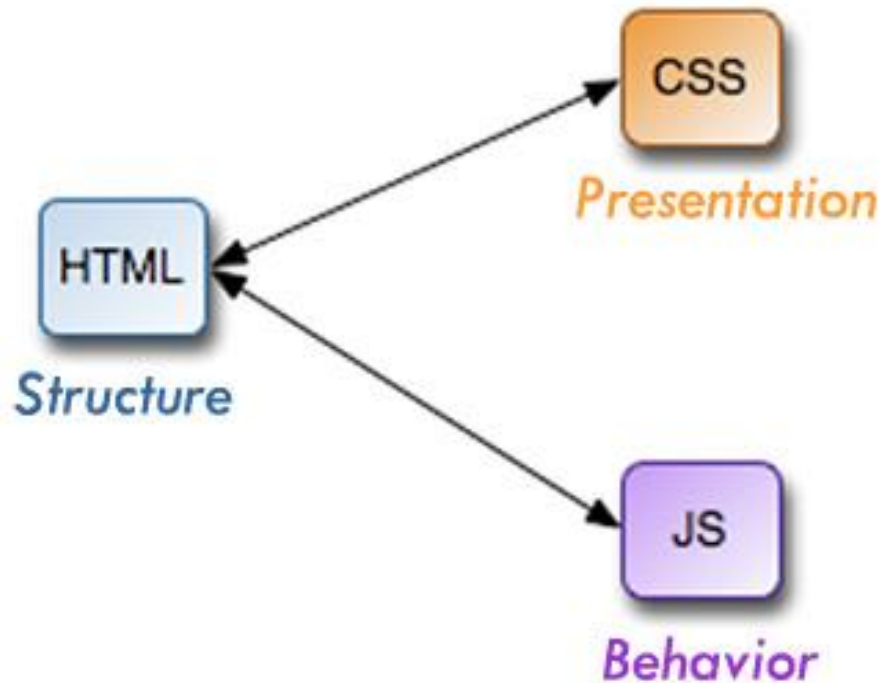 CSS
Presentation
HTML
Structure
JS
Behavior